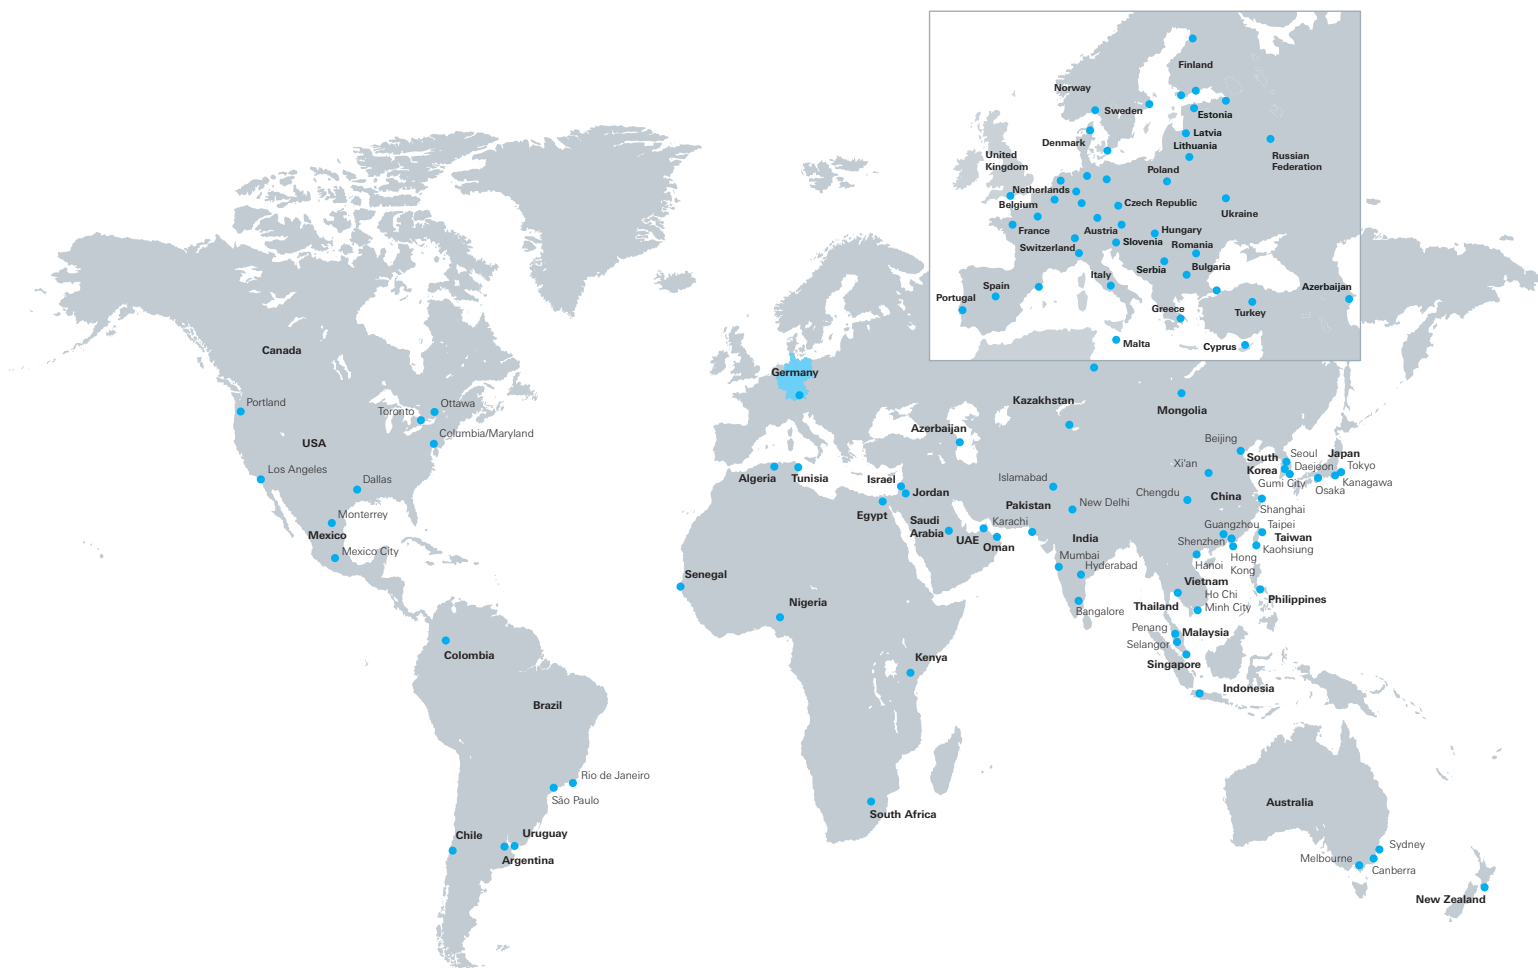 Finland
Norway
Sweden
Estonia
Latvia
Denmark
Lithuania
United
Kingdom
Russian
Federation
Poland
Netherlands
Belgium
Czech Republic
Ukraine
France
Austria
Hungary
Switzerland
Slovenia
Romania
Serbia
Bulgaria
Italy
Spain
Portugal
Azerbaijan
Greece
Turkey
Malta
Cyprus
Canada
Portland
Toronto
Ottawa
Columbia/Maryland
USA
Los Angeles
Dallas
Monterrey
Mexico
Mexico City
Colombia
Brazil
Rio de Janeiro
São Paulo
Chile
Uruguay
Argentina
Germany
Algeria
Tunisia
Azerbaijan
Israel
Jordan
Egypt
Saudi
Arabia
UAE
Oman
Senegal
Nigeria
Kenya
South Africa
Kazakhstan
Mongolia
Islamabad
Pakistan
Karachi
New Delhi
India
Mumbai
Hyderabad
Bangalore
Beijing
Xi'an
Chengdu
China
South
Korea
Seoul
Daejeon
Gumi City
Japan
Tokyo
Kanagawa
Osaka
Shanghai
Guangzhou
Shenzhen
Hong
Kong
Taipei
Taiwan
Kaohsiung
Hanoi
Vietnam
Ho Chi
Minh City
Thailand
Philippines
Penang
Malaysia
Selangor
Singapore
Indonesia
Australia
Sydney
Melbourne
Canberra
New Zealand